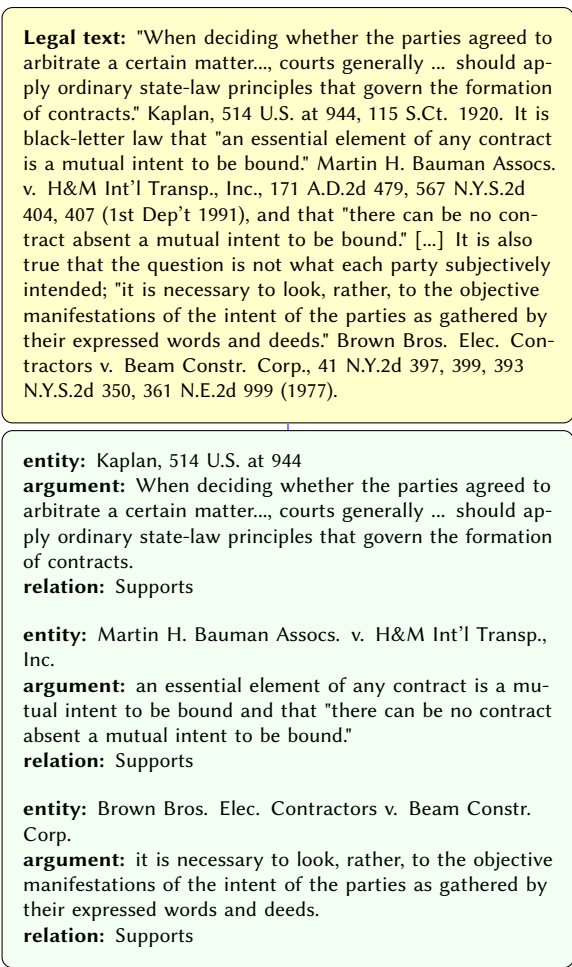 Legal text: "When deciding whether the parties agreed to
arbitrate a certain matter..., courts generally ... should ap-
ply ordinary state-law principles that govern the formation
of contracts." Kaplan, 514 U.S. at 944, 115 S.Ct. 1920. It is
black-letter law that "an essential element of any contract
is a mutual intent to be bound." Martin H. Bauman Assocs.
v. H&M Int'l Transp., Inc., 171 A.D.2d 479, 567 N.Y.S.2d
404, 407 (1st Dep't 1991), and that "there can be no con-
tract absent a mutual intent to be bound." [...] It is also
true that the question is not what each party subjectively
intended; "it is necessary to look, rather, to the objective
manifestations of the intent of the parties as gathered by
their expressed words and deeds." Brown Bros. Elec. Con-
tractors v. Beam Constr. Corp., 41 N.Y.2d 397, 399, 393
N.Y.S.2d 350, 361 N.E.2d 999 (1977).
entity: Kaplan, 514 U.S. at 944
argument: When deciding whether the parties agreed to
arbitrate a certain matter..., courts generally ... should ap-
ply ordinary state-law principles that govern the formation
of contracts.
relation: Supports
entity: Martin H. Bauman Assocs. v. H&M Int'l Transp.,
Inc.
argument: an essential element of any contract is a mu-
tual intent to be bound and that "there can be no contract
absent a mutual intent to be bound."
relation: Supports
entity: Brown Bros. Elec. Contractors v. Beam Constr.
Corp.
argument: it is necessary to look, rather, to the objective
manifestations of the intent of the parties as gathered by
their expressed words and deeds.
relation: Supports